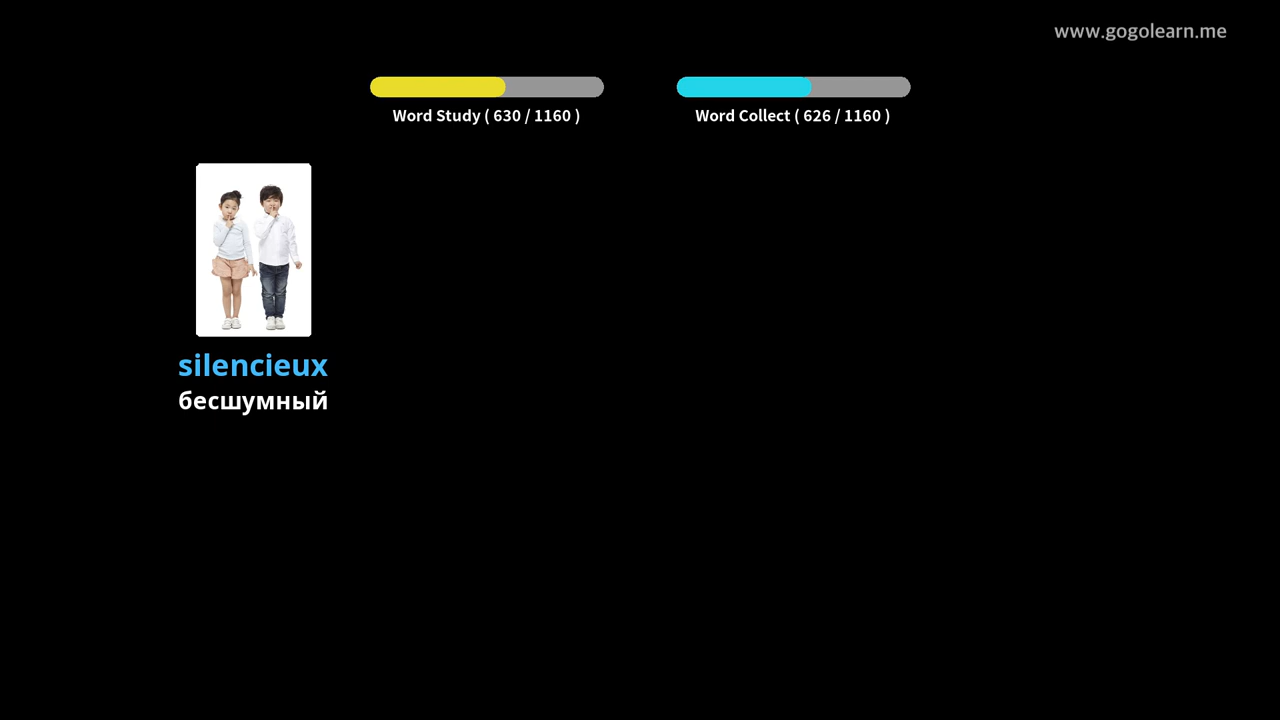 www.gogolearn.me
Word Study ( 630 / 1160 )
Word Collect ( 626 / 1160 )
silencieux
бесшумный